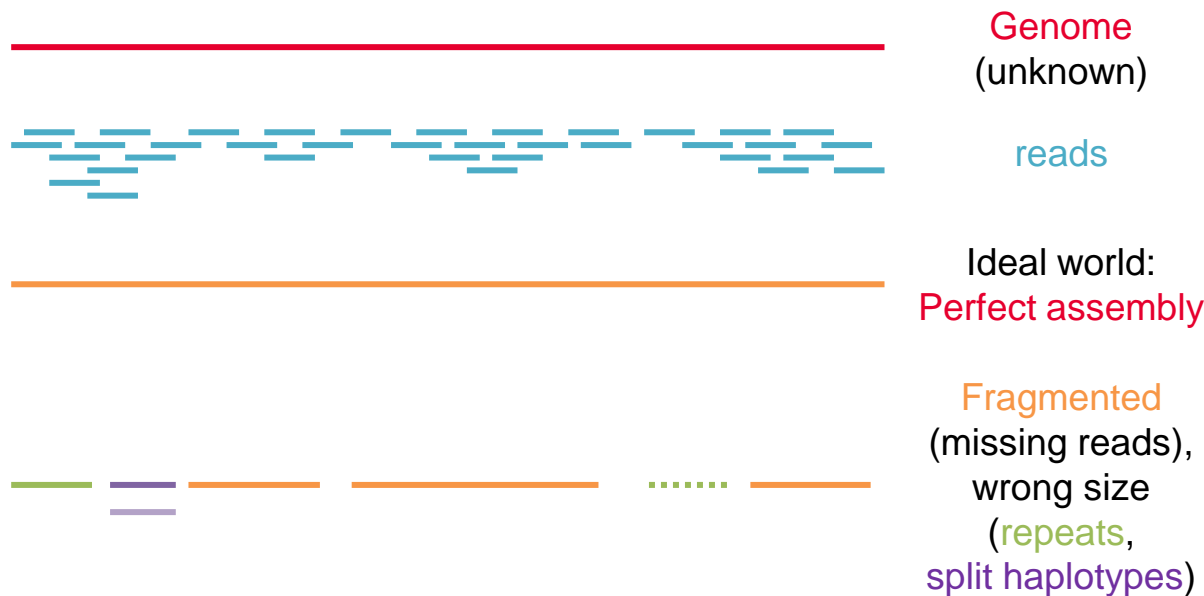 Genome
(unknown)
reads
Ideal world:
Perfect assembly
Fragmented
(missing reads),
wrong size
(repeats,
split haplotypes)